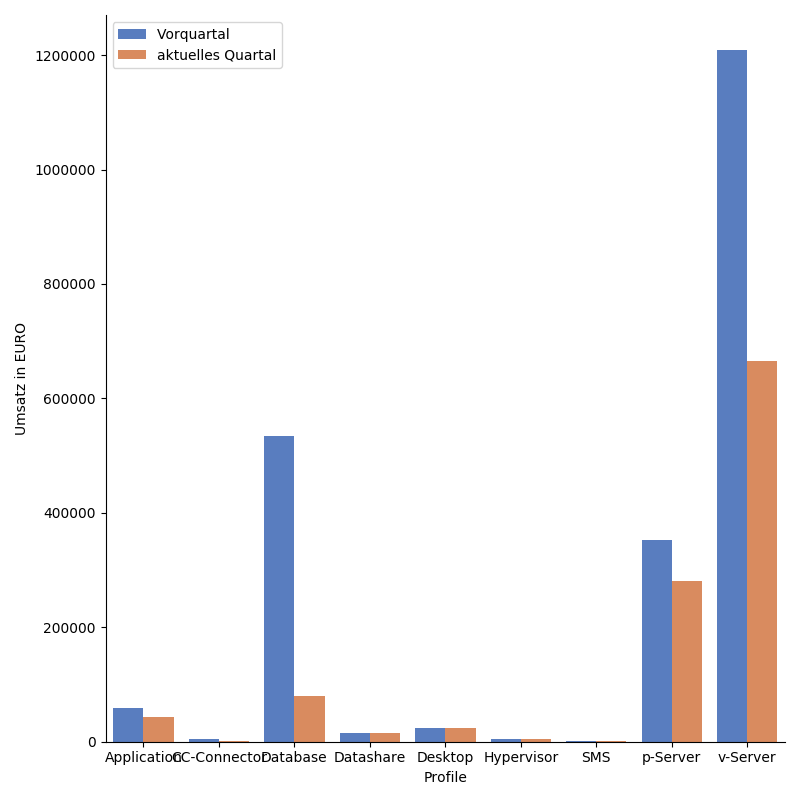 Vorquartal
aktuelles Quartal
1200000
1000000
800000
600000
400000
200000
0
Umsatz in EURO
Application CC-Connector Database Datashare Desktop Hypervisor SMS p-Server v-Server
Profile